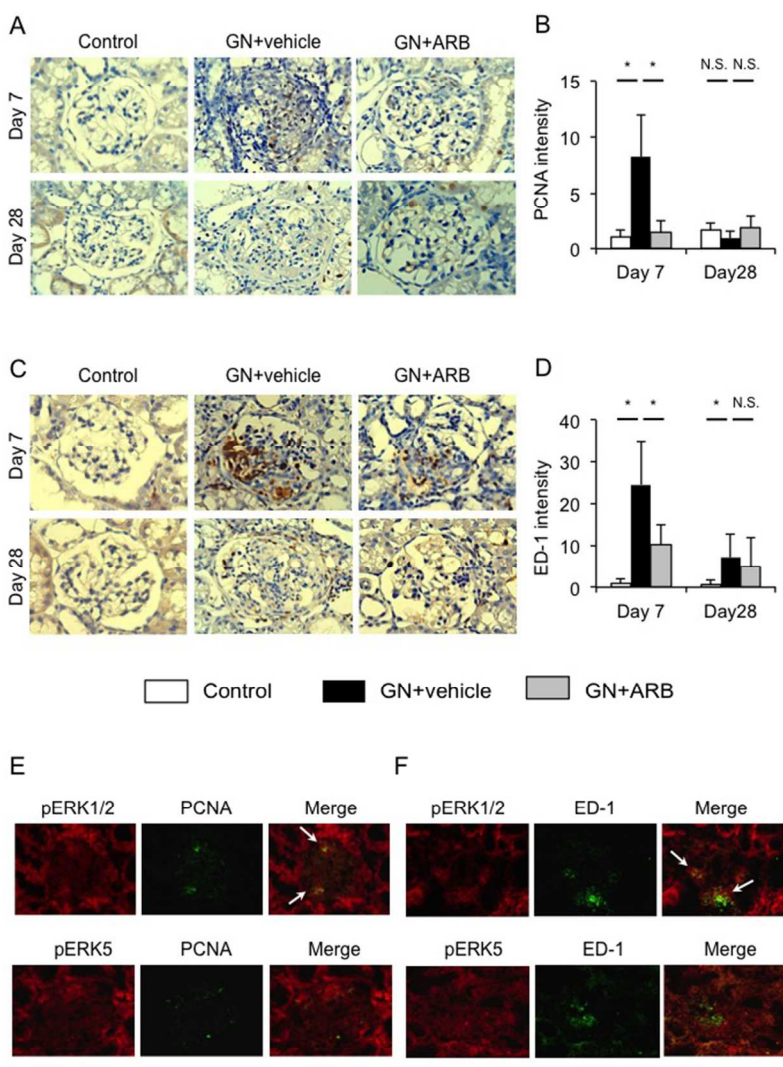 A
Control
GN+vehicle
GN+ARB
Day 7
Day 28
B
* * N.S. N.S.
15
10
5
0
PCNA intensity
Day 7
Day28
C
Control
GN+vehicle
GN+ARB
Day 7
Day 28
D
* * * N.S.
40
30
20
10
0
ED-1 intensity
Day 7
Day28
Control
GN+vehicle
GN+ARB
E
pERK1/2
PCNA
Merge
pERK5
PCNA
Merge
F
pERK1/2
ED-1
Merge
pERK5
ED-1
Merge